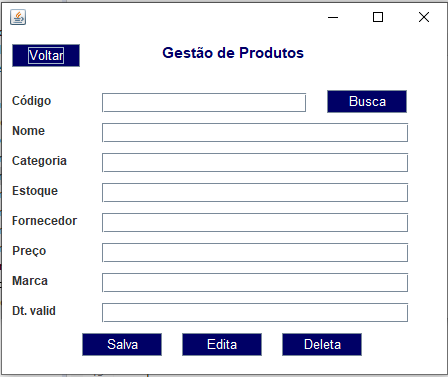 Voltar
Gestão de Produtos
Código
Busca
Nome
Categoria
Estoque
Fornecedor
Preço
Marca
Dt. valid
Salva
Edita
Deleta